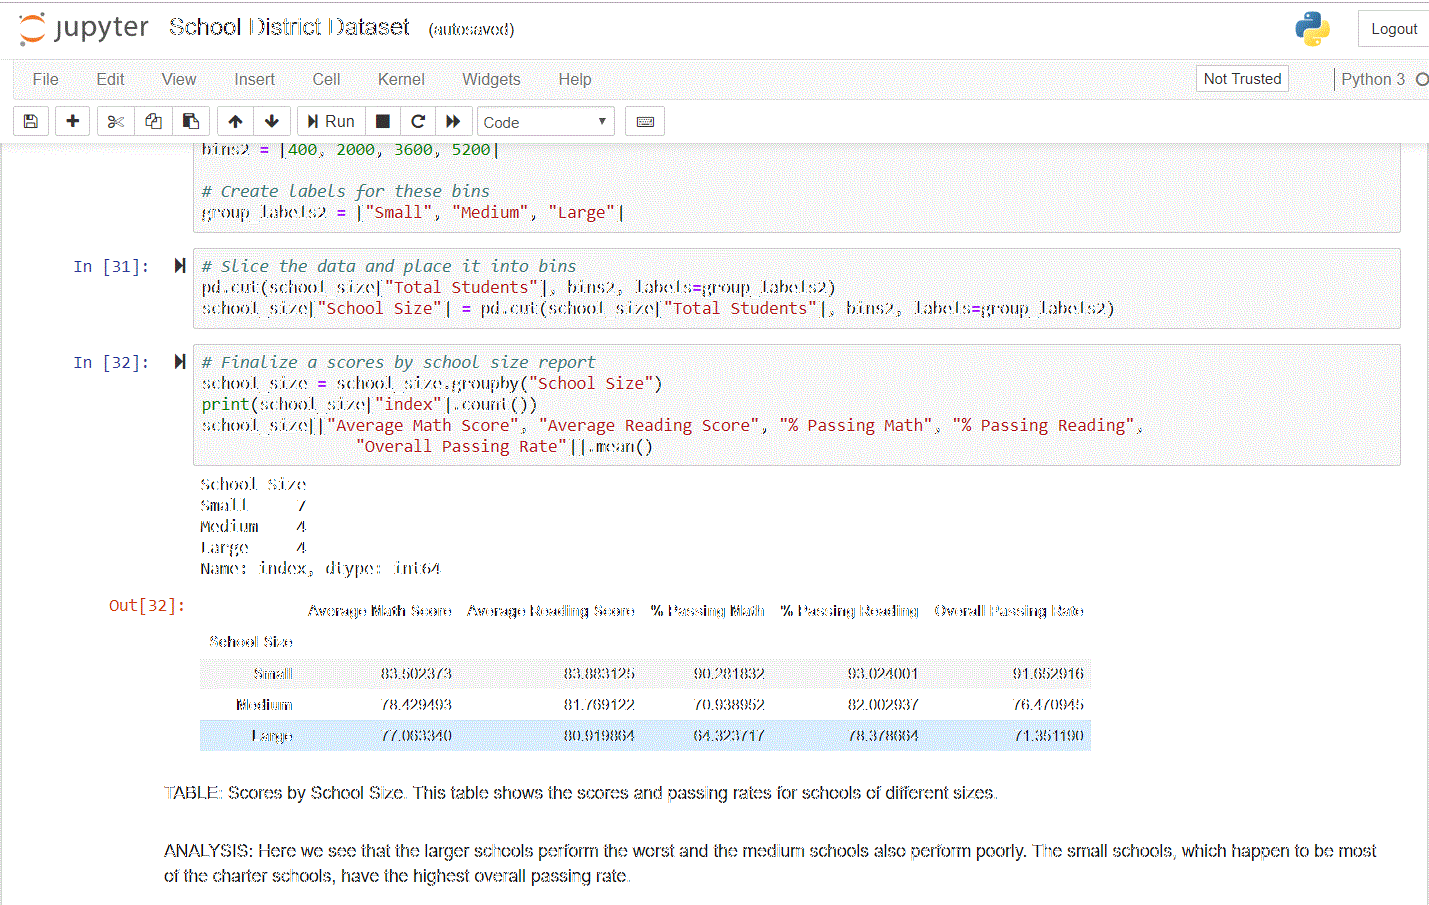 jupyter School District Dataset (autosaved) Logout
File Edit View Insert Cell Kernel Widgets Help Not Trusted Python 3
Run Code
bins2 = [400, 2000, 3600, 5200]
# Create labels for these bins
group_labels2 = ["Small", "Medium", "Large"]
In [31]: # Slice the data and place it into bins
pd.cut(school_size["Total Students"], bins2, labels=group_labels2)
school_size["School Size"] = pd.cut(school_size["Total Students"], bins2, labels=group_labels2)
In [32]: # Finalize a scores by school size report
school_size = school_size.groupby("School Size")
print(school_size["index"].count())
school_size[["Average Math Score", "Average Reading Score", "% Passing Math", "% Passing Reading",
"Overall Passing Rate"]].mean()
School Size
Small 7
Medium 4
Large 4
Name: index, dtype: int64
Out[32]:
Average Math Score Average Reading Score % Passing Math % Passing Reading Overall Passing Rate
School Size
Small 83.502373 83.883125 90.281832 93.024001 91.652916
Medium 78.429493 81.769122 70.938952 82.002937 76.470945
Large 77.063340 80.919864 64.323717 78.378664 71.351190
TABLE: Scores by School Size. This table shows the scores and passing rates for schools of different sizes.
ANALYSIS: Here we see that the larger schools perform the worst and the medium schools also perform poorly. The small schools, which happen to be most
of the charter schools, have the highest overall passing rate.